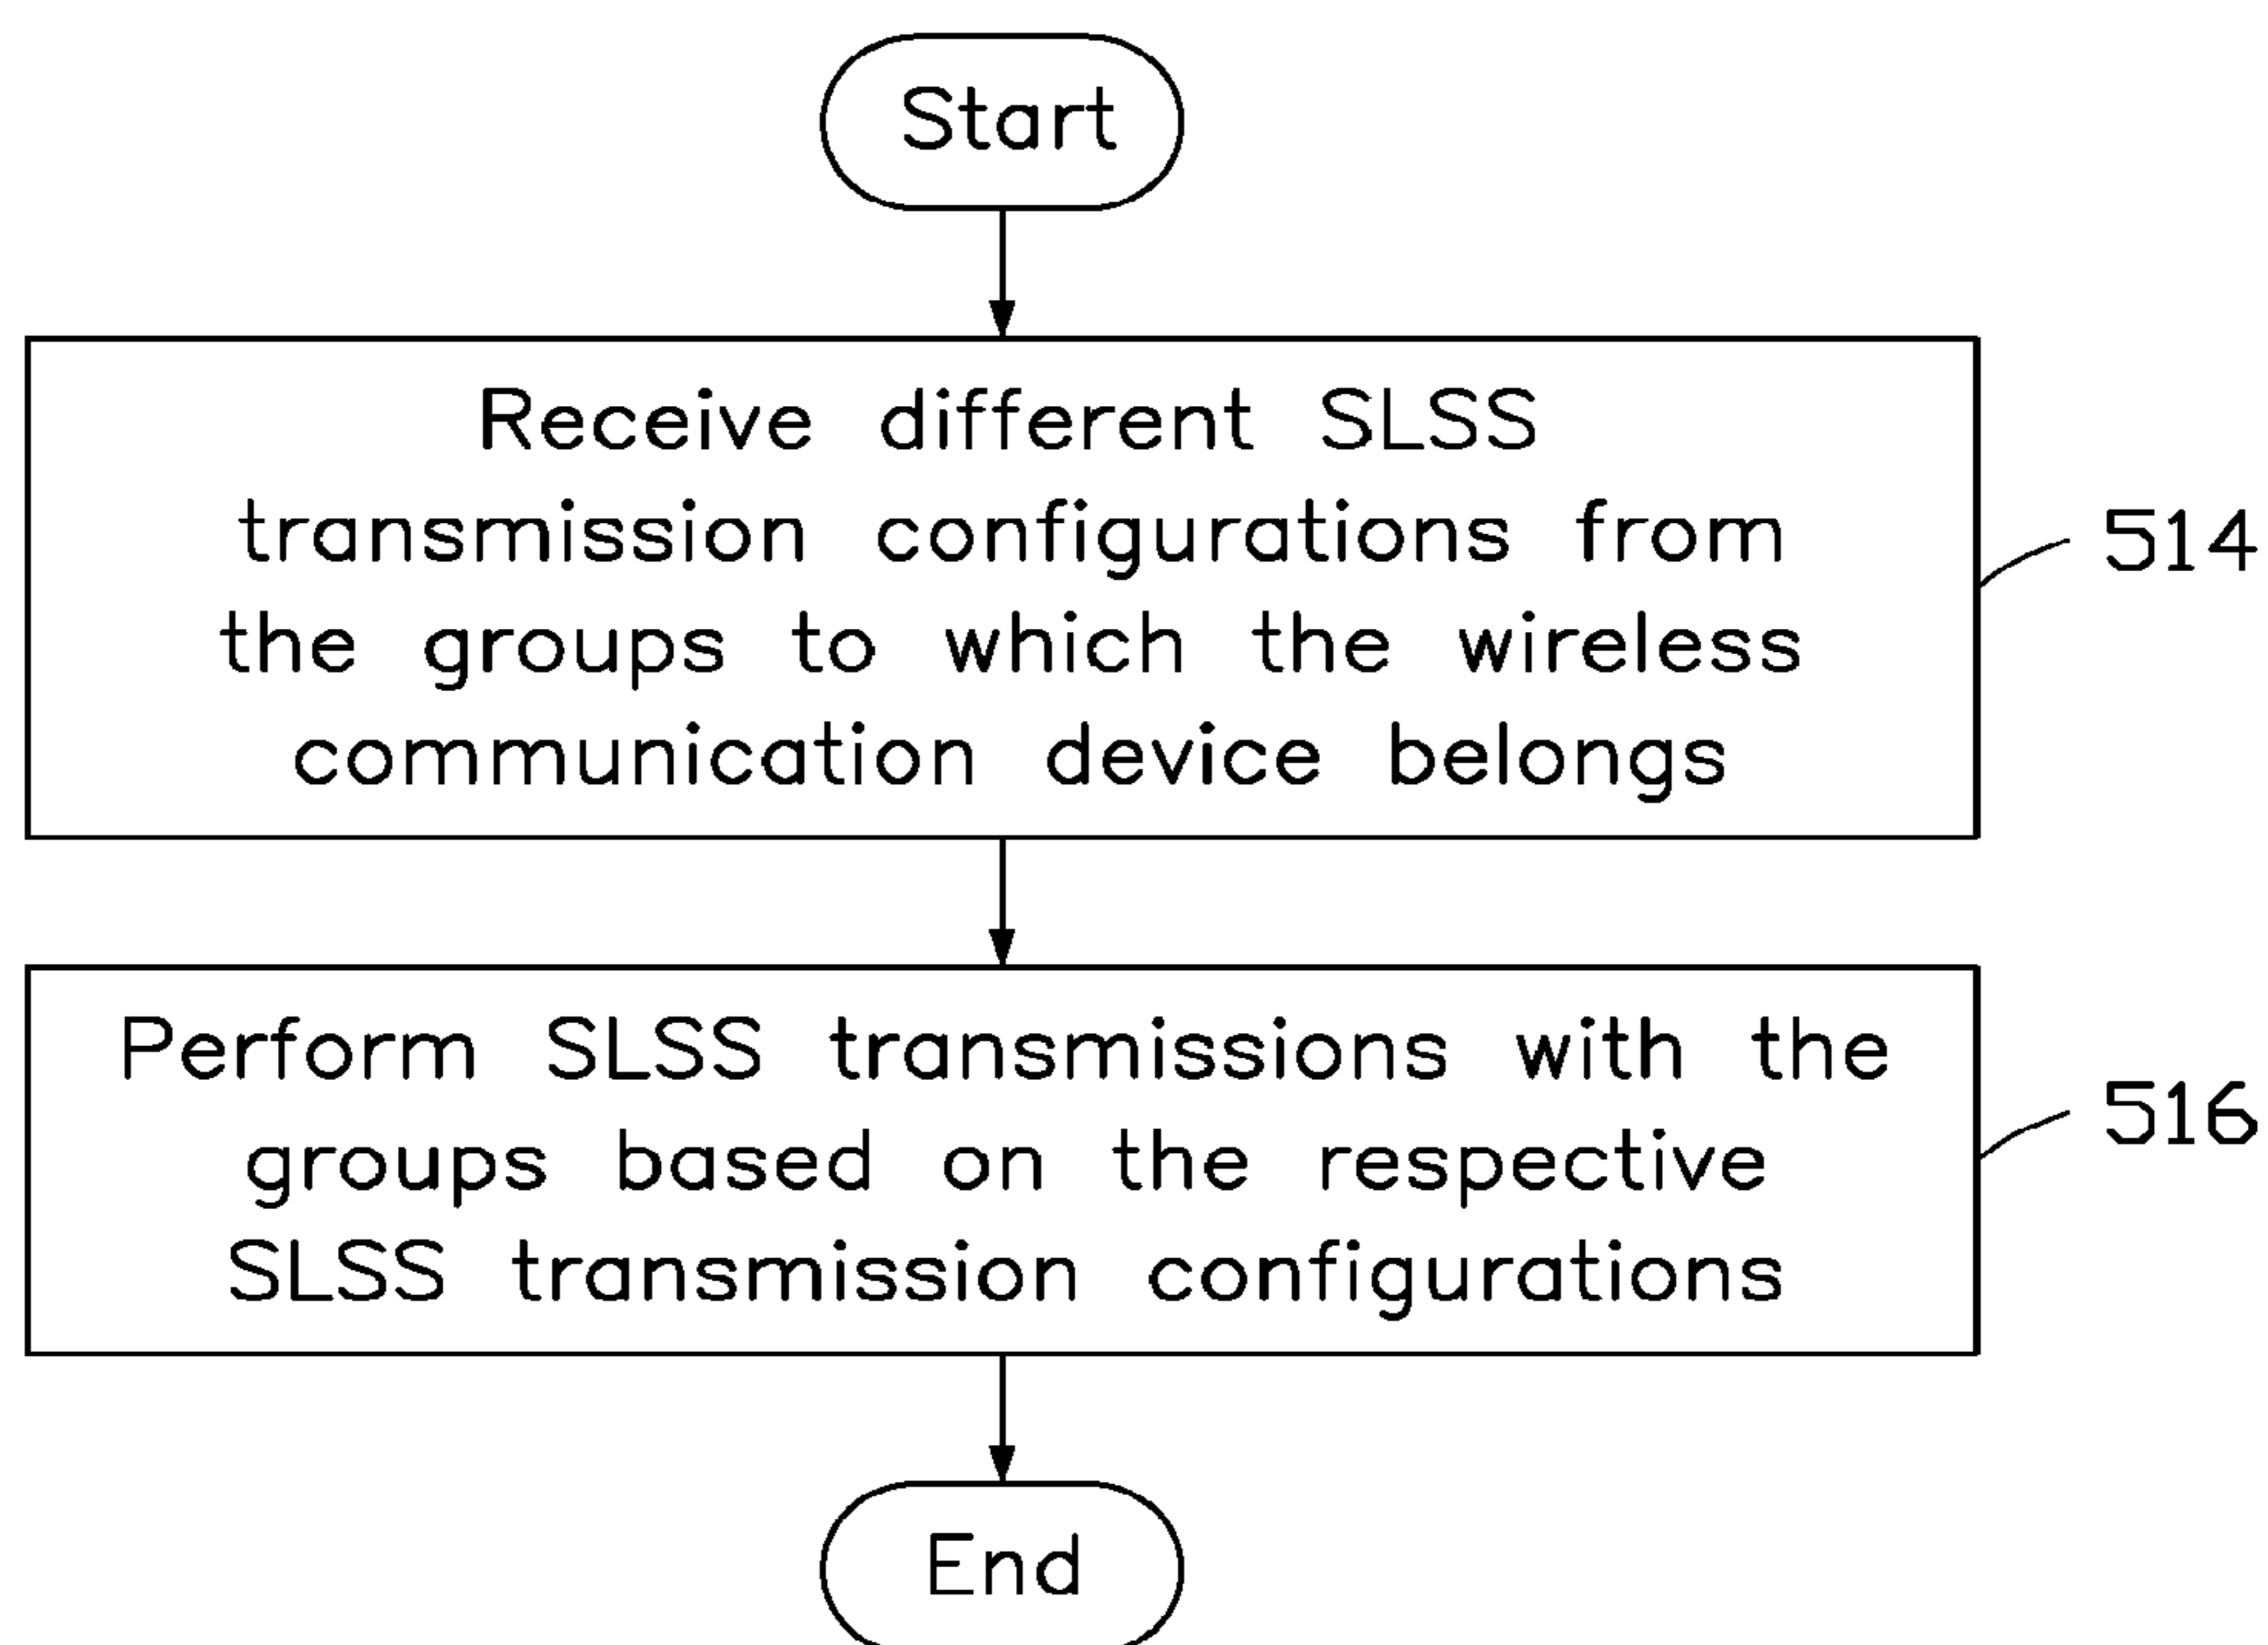 Start
Receive different SLSS
transmission configurations from
the groups to which the wireless
communication device belongs
514
Perform SLSS transmissions with the
groups based on the respective
SLSS transmission configurations
516
End